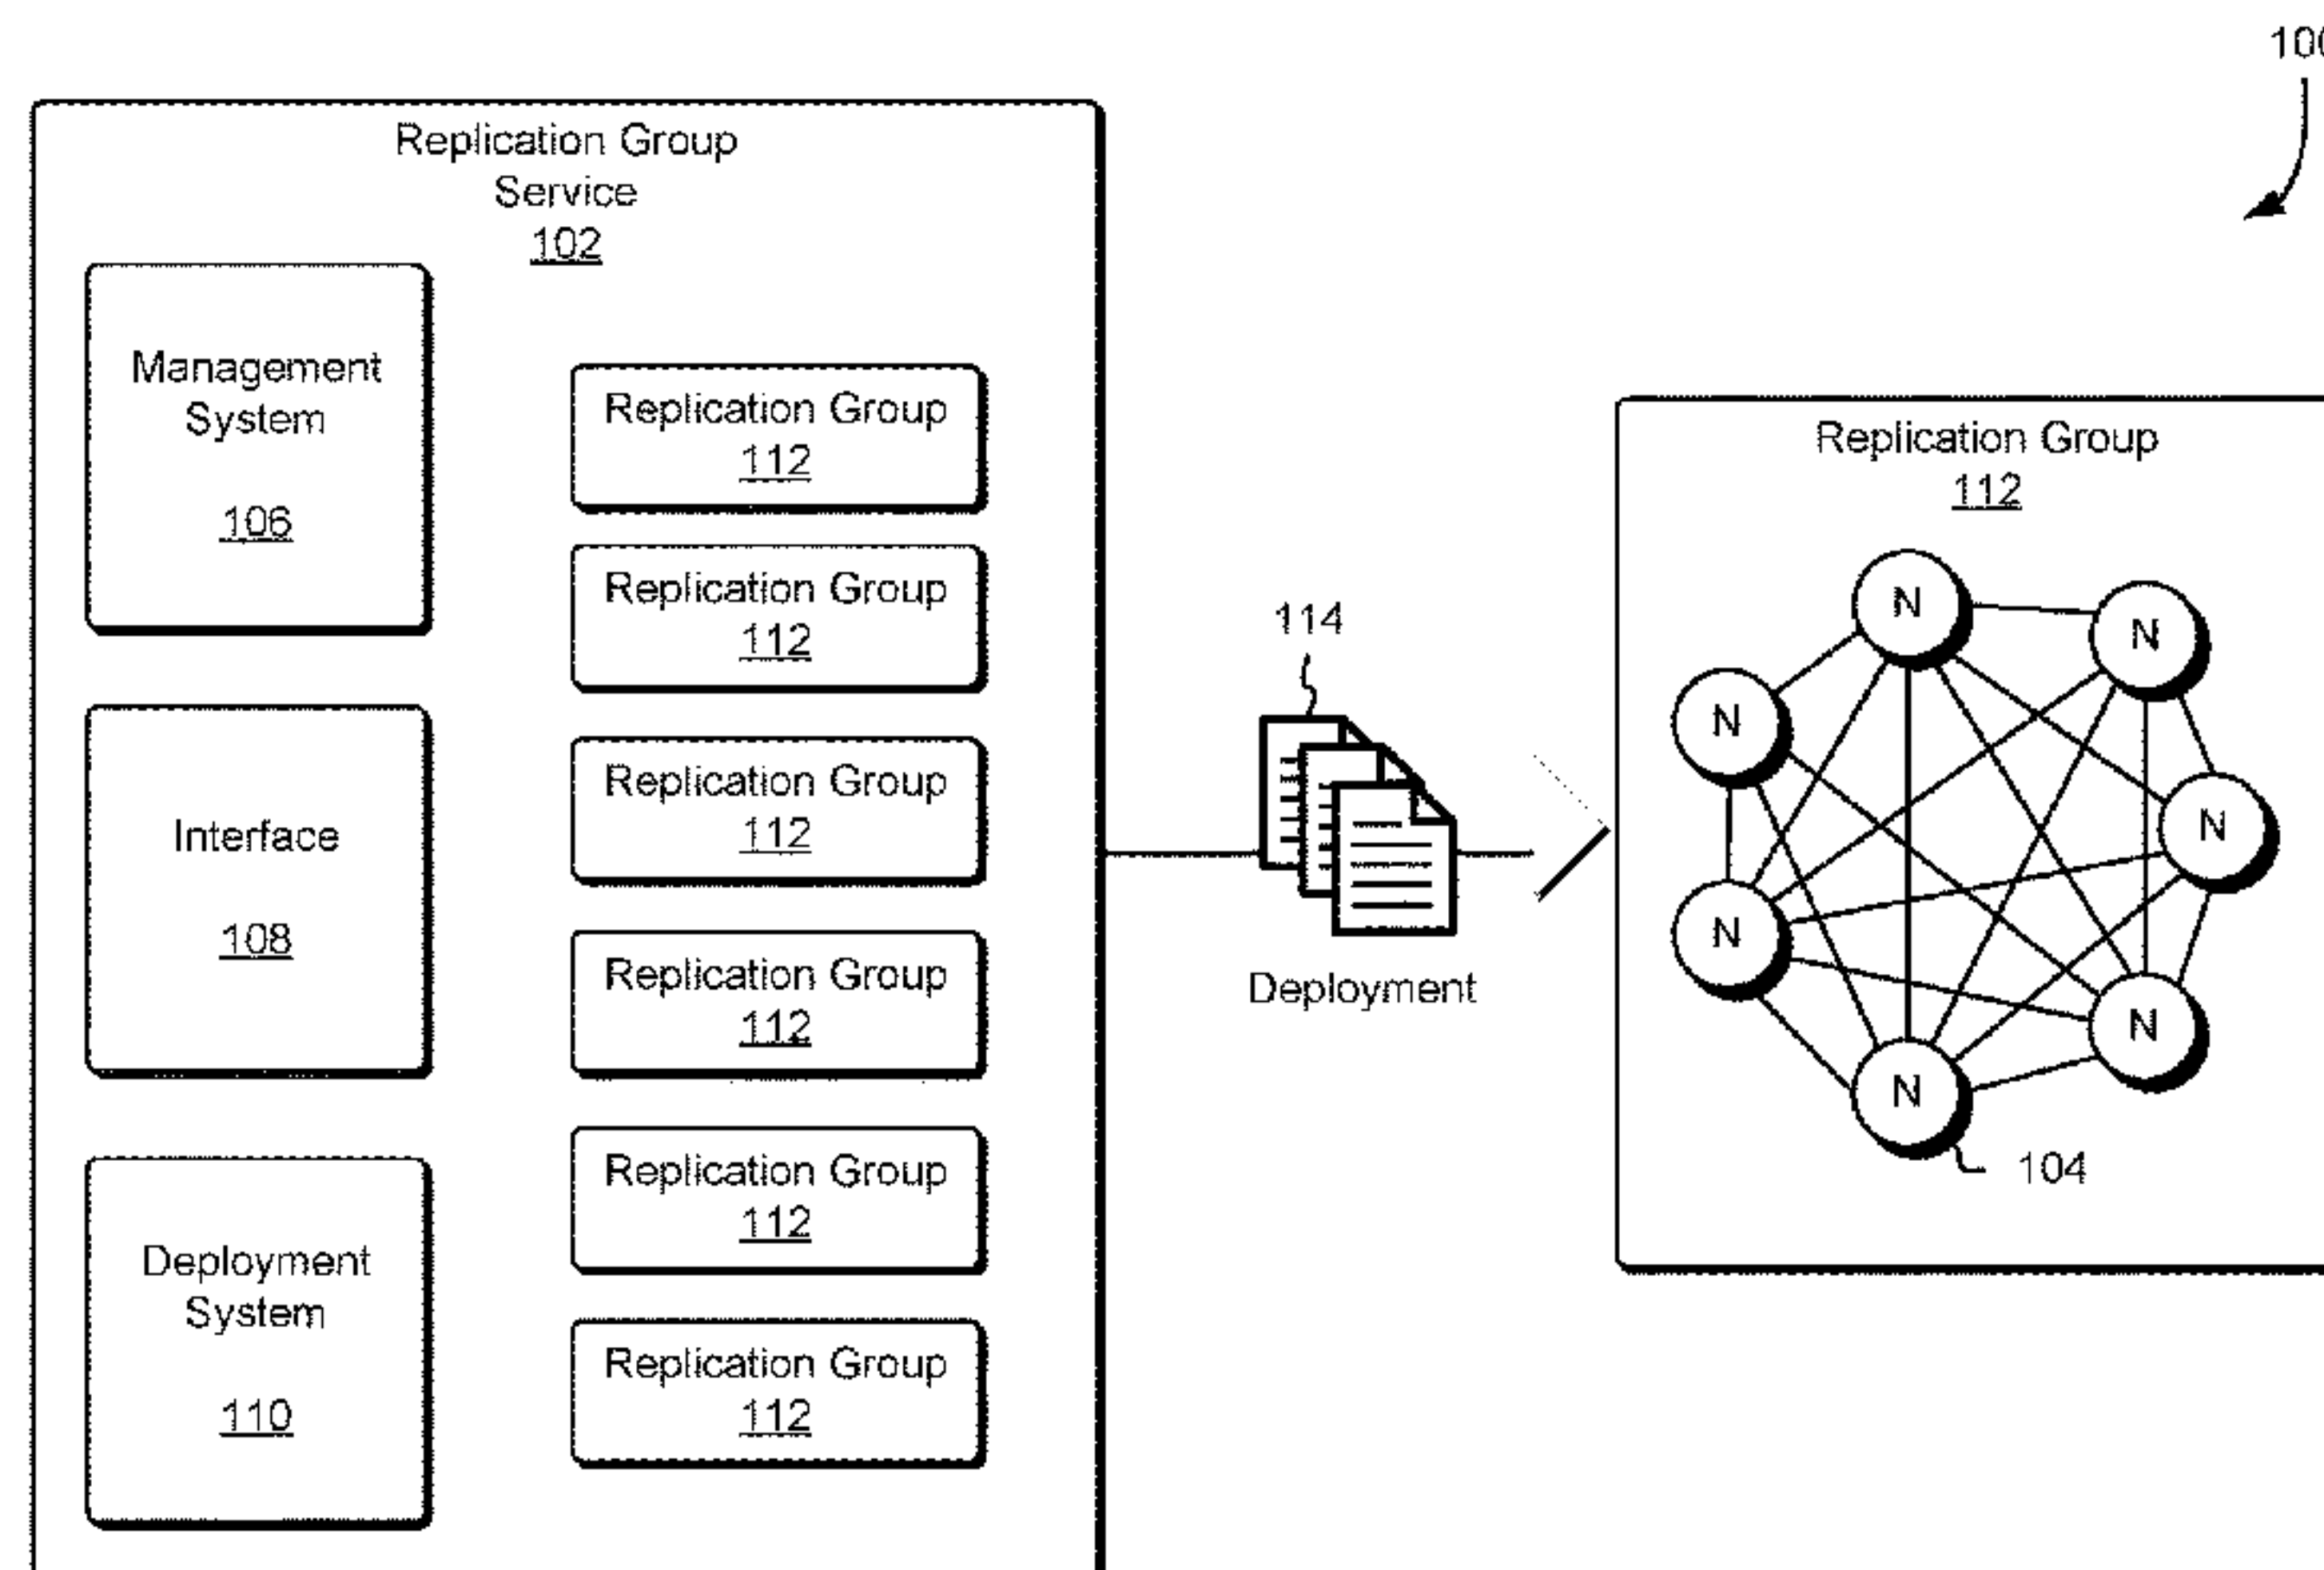 Replication Group
Service
102
Management
System
106
Interface
108
Deployment
System
110
Replication Group
112
Replication Group
112
Replication Group
112
Replication Group
112
Replication Group
112
Replication Group
112
114
Deployment
Replication Group
112
N
N
N
N
N
N
N
104